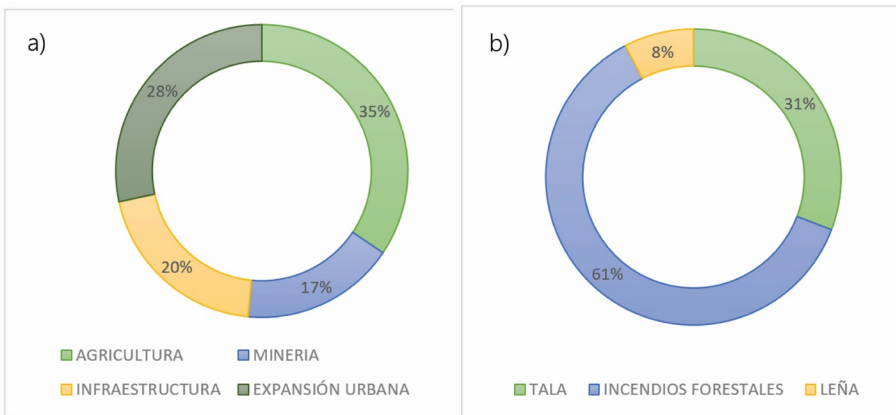 a)
28%
35%
20%
17%
AGRICULTURA
MINERIA
INFRAESTRUCTURA
EXPANSIÓN URBANA
b)
8%
31%
61%
TALA
INCENDIOS FORESTALES
LEÑA